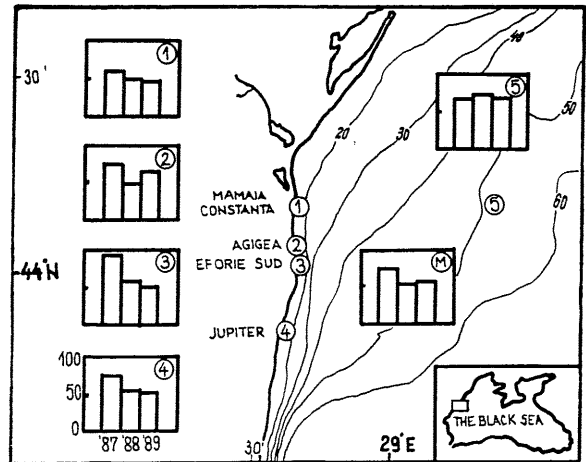 1
30'
2
3
4
100
50
0
'87 '88 '89
44°N
MAMAIA
CONSTANTA
1
AGIGEA
2
EFORIE SUD
3
JUPITER
4
20
30
40
50
60
5
5
M
THE BLACK SEA
30'
29°E